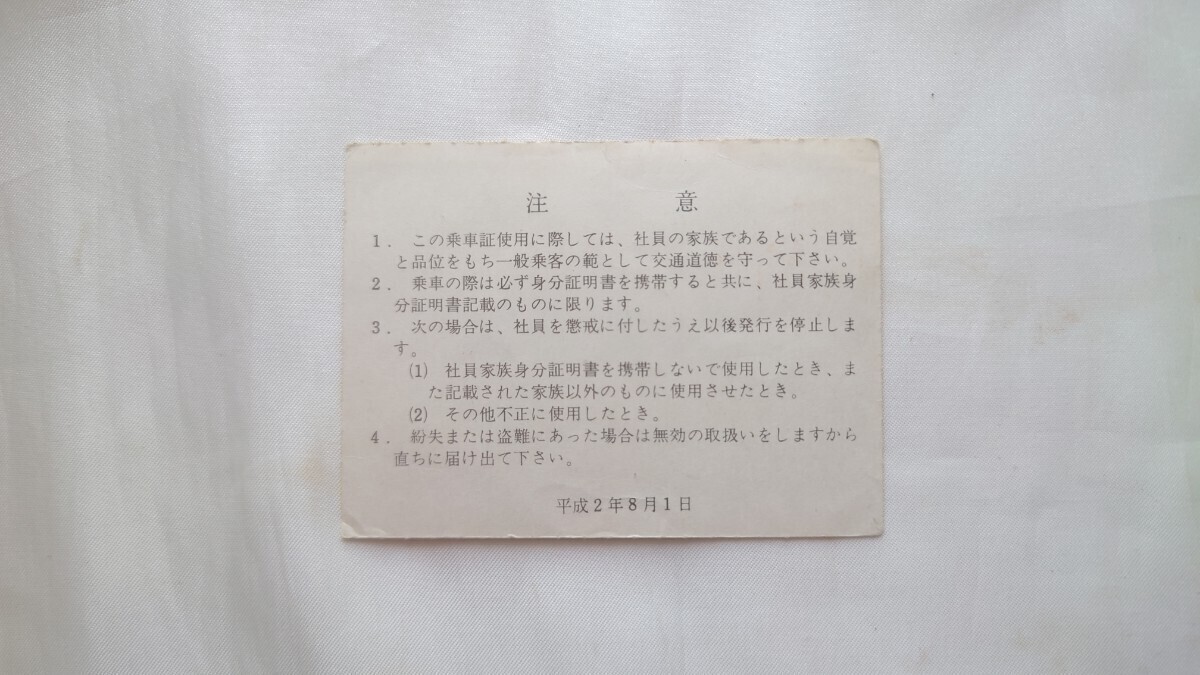 注　　意
1．この乗車証使用に際しては、社員の家族であるという自覚
と品位をもち一般乗客の範として交通道徳を守って下さい。
2．乗車の際は必ず身分証明書を携帯すると共に、社員家族身
分証明書記載のものに限ります。
3．次の場合は、社員を懲戒に付したうえ以後発行を停止しま
す。
(1)　社員家族身分証明書を携帯しないで使用したとき、ま
た記載された家族以外のものに使用させたとき。
(2)　その他不正に使用したとき。
4．紛失または盗難にあった場合は無効の取扱いをしますから
直ちに届け出て下さい。
平成2年8月1日